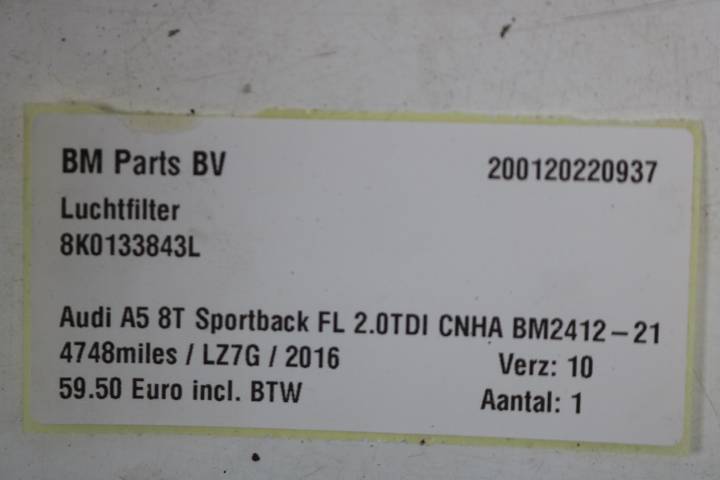 BM Parts BV 200120220937
Luchtfilter
8K0133843L
Audi A5 8T Sportback FL 2.0TDI CNHA BM2412-21
4748miles / LZ7G / 2016 Verz: 10
59.50 Euro incl. BTW Aantal: 1